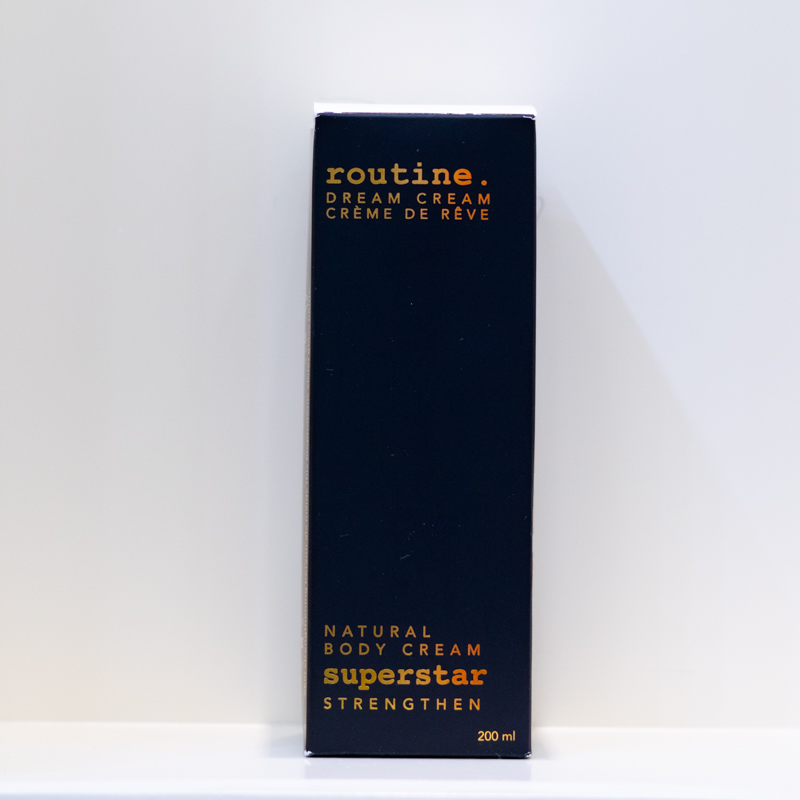 routine.
DREAM CREAM
CRÈME DE RÊVE
NATURAL
BODY CREAM
superstar
STRENGTHEN
200 ml